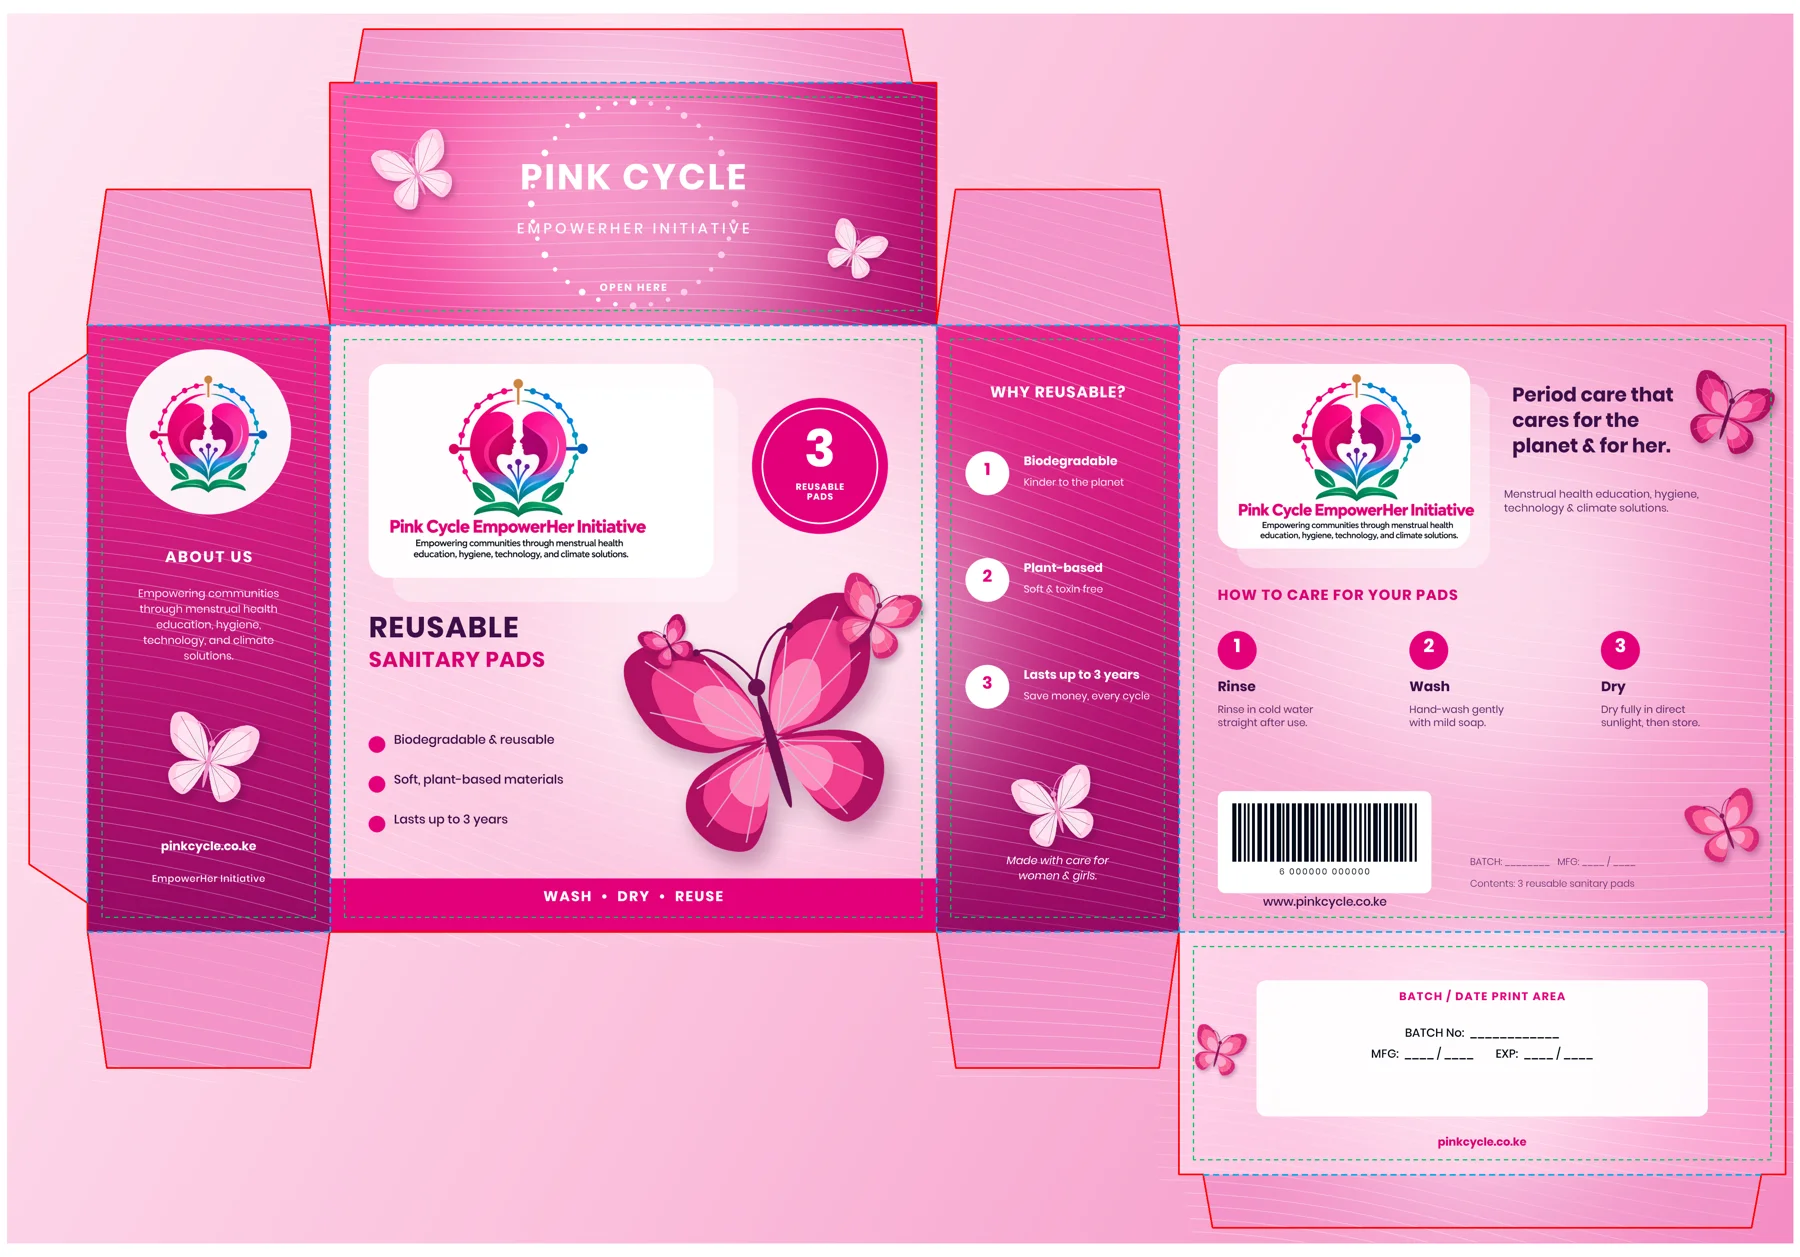 PINK CYCLE
EMPOWERHER INITIATIVE
OPEN HERE
ABOUT US
Empowering communities
through menstrual health
education, hygiene,
technology, and climate
solutions.
pinkcycle.co.ke
EmpowerHer Initiative
Pink Cycle EmpowerHer Initiative
Empowering communities through menstrual health
education, hygiene, technology, and climate solutions.
3
REUSABLE
PADS
REUSABLE
SANITARY PADS
Biodegradable & reusable
Soft, plant-based materials
Lasts up to 3 years
WASH • DRY • REUSE
WHY REUSABLE?
1
Biodegradable
Kinder to the planet
2
Plant-based
Soft & toxin-free
3
Lasts up to 3 years
Save money, every cycle
Made with care for
women & girls.
Pink Cycle EmpowerHer Initiative
Empowering communities through menstrual health
education, hygiene, technology, and climate solutions.
Period care that
cares for the
planet & for her.
Menstrual health education, hygiene,
technology & climate solutions.
HOW TO CARE FOR YOUR PADS
1
Rinse
Rinse in cold water
straight after use.
2
Wash
Hand-wash gently
with mild soap.
3
Dry
Dry fully in direct
sunlight, then store.
6 000000 000000
www.pinkcycle.co.ke
BATCH: ________ MFG: ____ / ____
Contents: 3 reusable sanitary pads
BATCH / DATE PRINT AREA
BATCH No: ____________
MFG: ____ / ____ EXP: ____ / ____
pinkcycle.co.ke